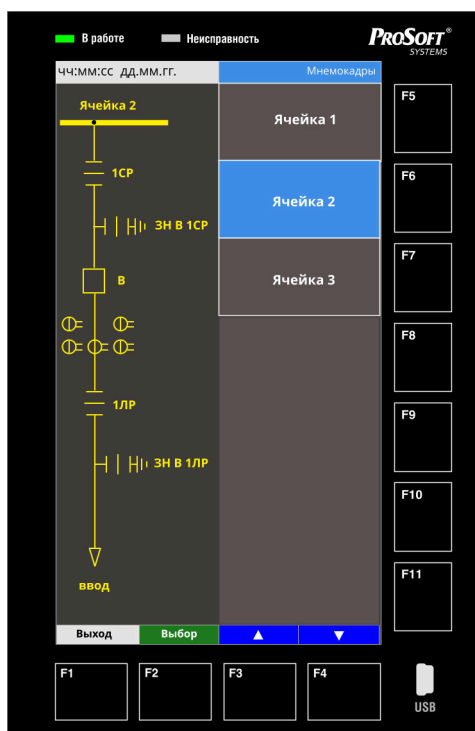 В работе
Неисправность
PROSOFT®
SYSTEMS
чч:мм:сс дд.мм.гг.
Мнемокадры
Ячейка 2
1СР
ЗН В 1СР
В
1ЛР
ЗН В 1ЛР
ввод
Ячейка 1
Ячейка 2
Ячейка 3
Выход
Выбор
F5
F6
F7
F8
F9
F10
F11
F1
F2
F3
F4
USB